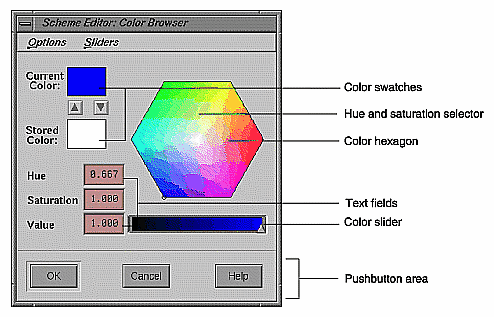 Scheme Editor: Color Browser
Options Sliders
Current
Color:
Stored
Color:
Hue 0.667
Saturation 1.000
Value 1.000
OK Cancel Help
Color swatches
Hue and saturation selector
Color hexagon
Text fields
Color slider
Pushbutton area